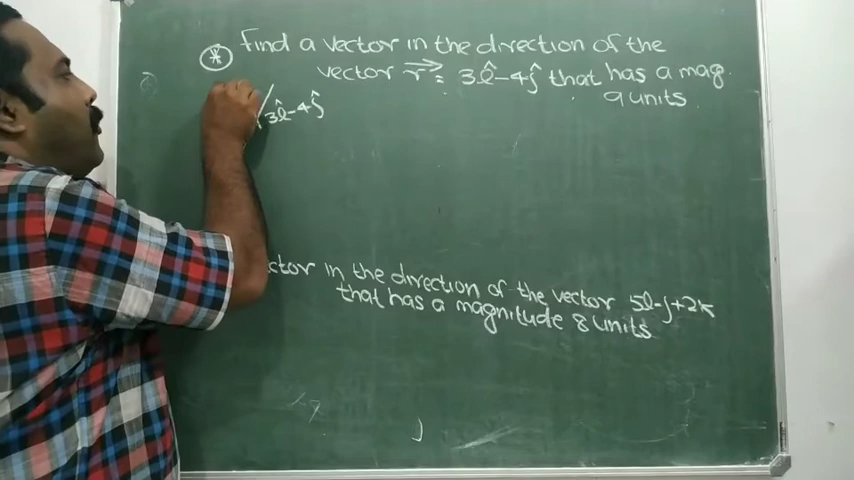 * Find a vector in the direction of the
vector r = 3î-4ĵ that has a mag
9 units
3î-4ĵ
ctor in the direction of the vector 5i-j+2k
that has a magnitude 8 units